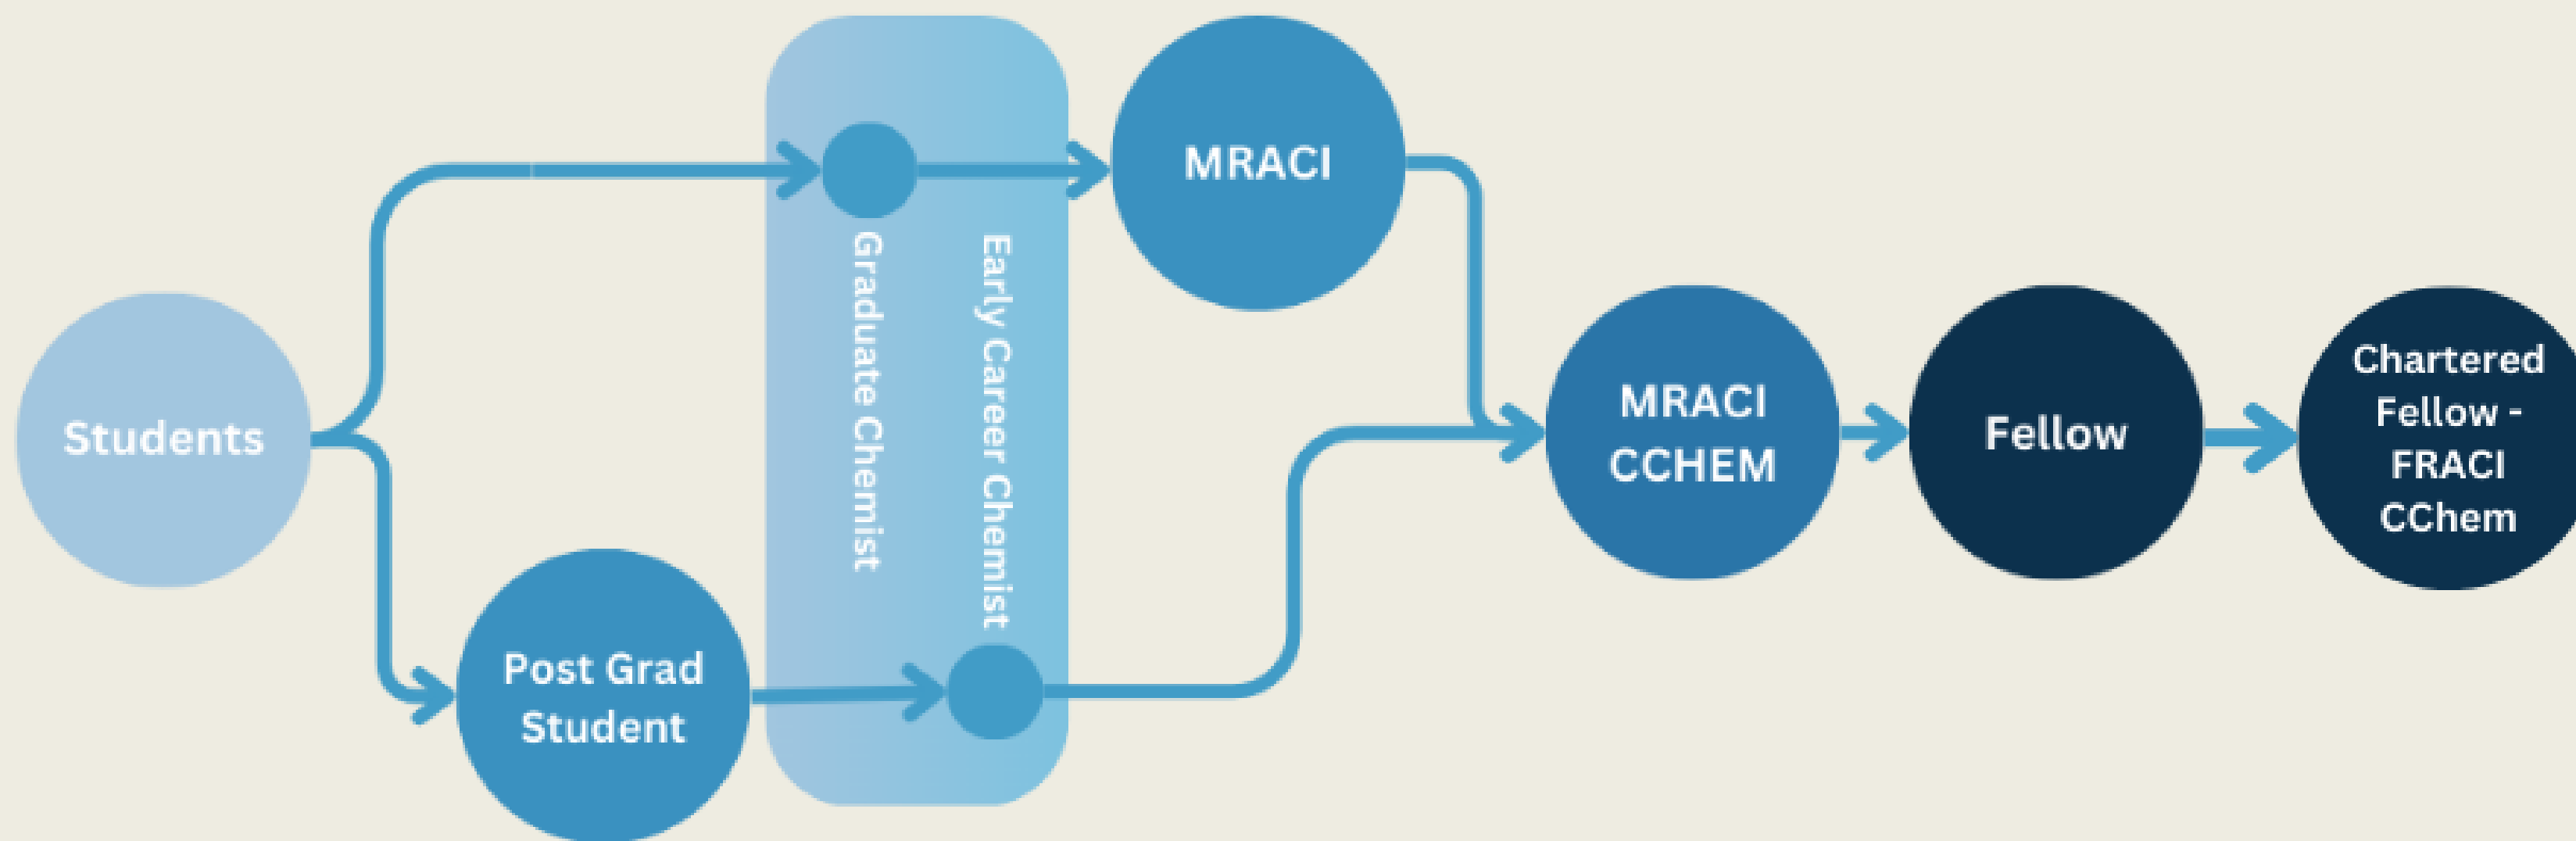 Students
Post Grad
Student
Graduate Chemist
Early Career Chemist
MRACI
MRACI
CCHEM
Fellow
Chartered
Fellow -
FRACI
CChem